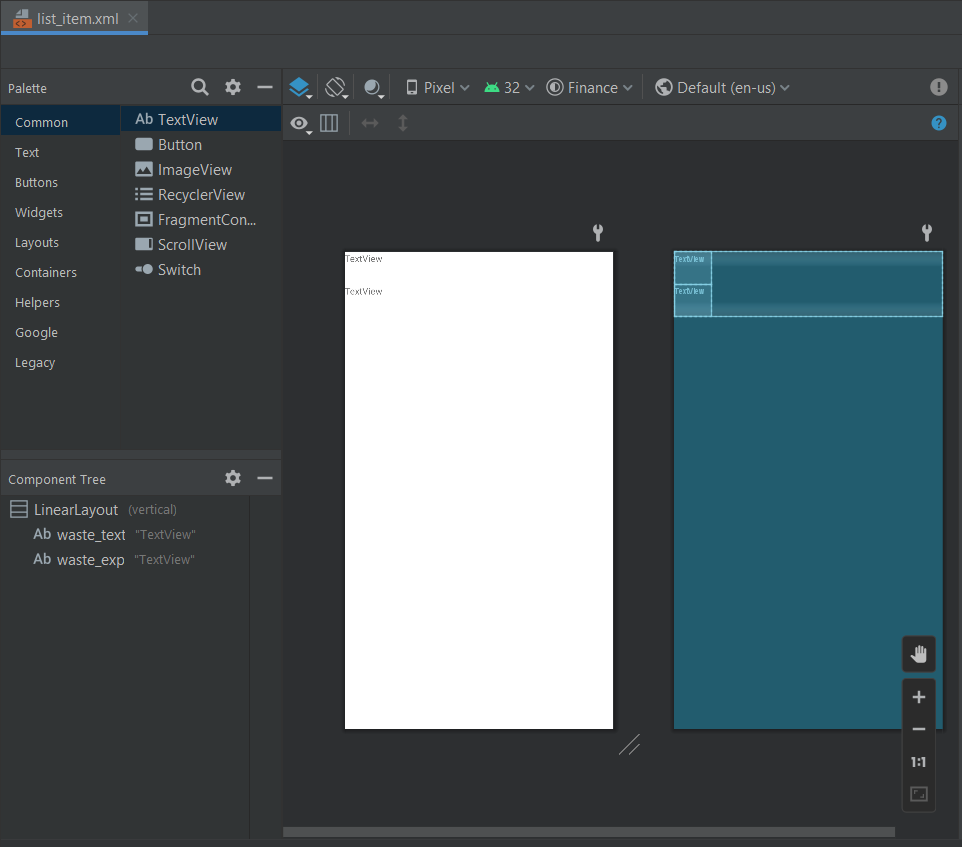 list_item.xml
Palette
Pixel 32 Finance Default (en-us)
Common
Text
Buttons
Widgets
Layouts
Containers
Helpers
Google
Legacy
Ab TextView
Button
ImageView
RecyclerView
FragmentCon...
ScrollView
Switch
Component Tree
LinearLayout (vertical)
Ab waste_text "TextView"
Ab waste_exp "TextView"
TextView
TextView
TextView
TextView
1:1